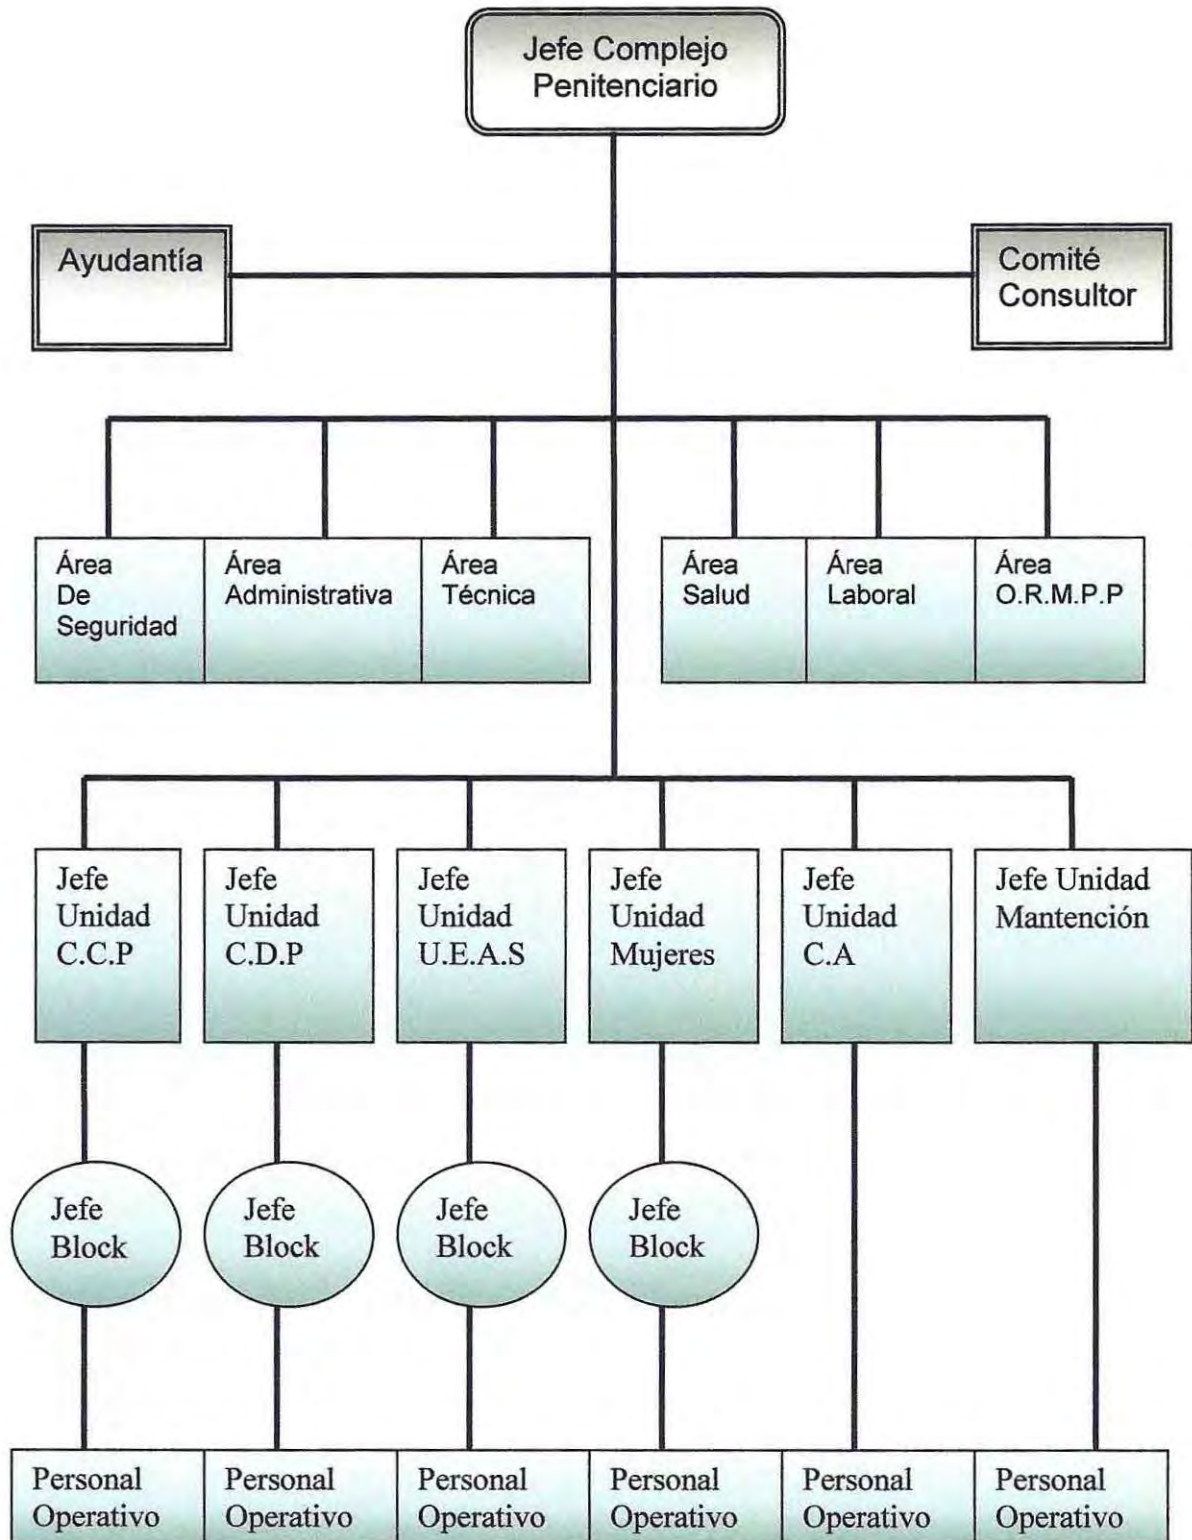 Jefe Complejo
Penitenciario
Ayudantía
Comité
Consultor
Área
De
Seguridad
Área
Administrativa
Área
Técnica
Área
Salud
Área
Laboral
Área
O.R.M.P.P
Jefe
Unidad
C.C.P
Jefe
Unidad
C.D.P
Jefe
Unidad
U.E.A.S
Jefe
Unidad
Mujeres
Jefe
Unidad
C.A
Jefe Unidad
Mantención
Jefe
Block
Jefe
Block
Jefe
Block
Jefe
Block
Personal
Operativo
Personal
Operativo
Personal
Operativo
Personal
Operativo
Personal
Operativo
Personal
Operativo